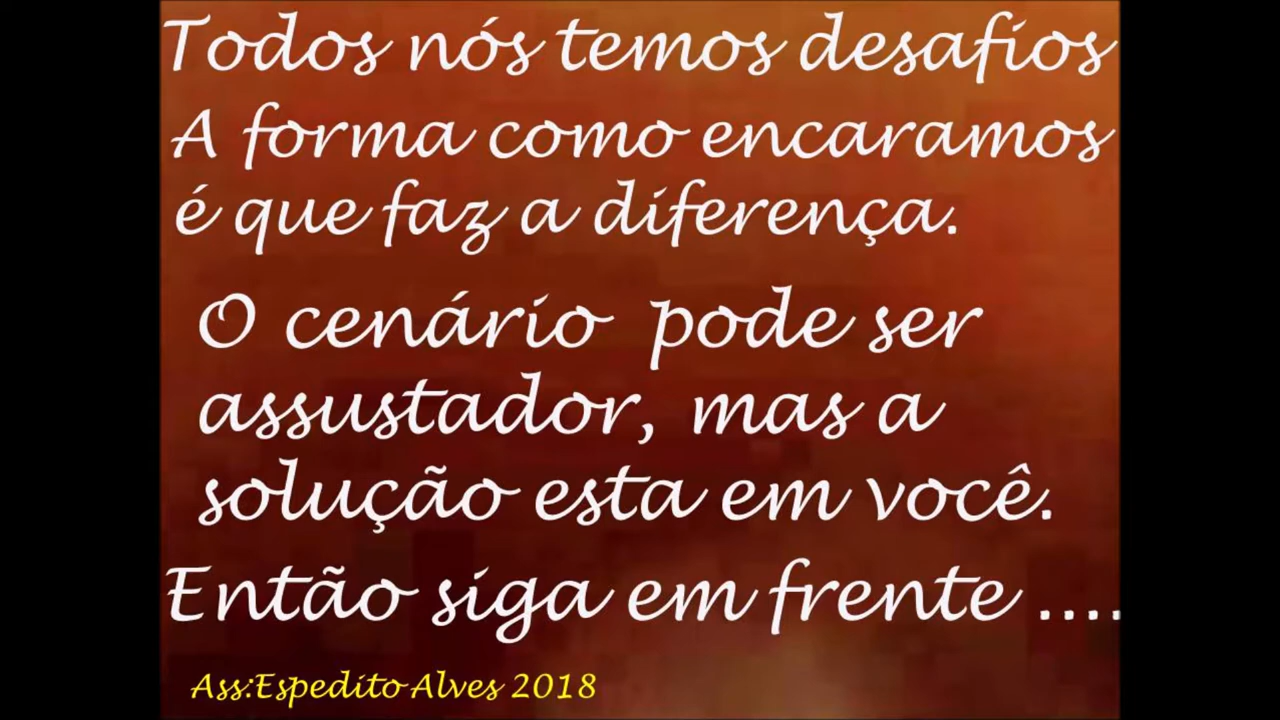 Todos nós temos desafios
A forma como encaramos
é que faz a diferença.
O cenário pode ser
assustador, mas a
solução esta em você.
Então siga em frente ....
Ass:Espedito Alves 2018